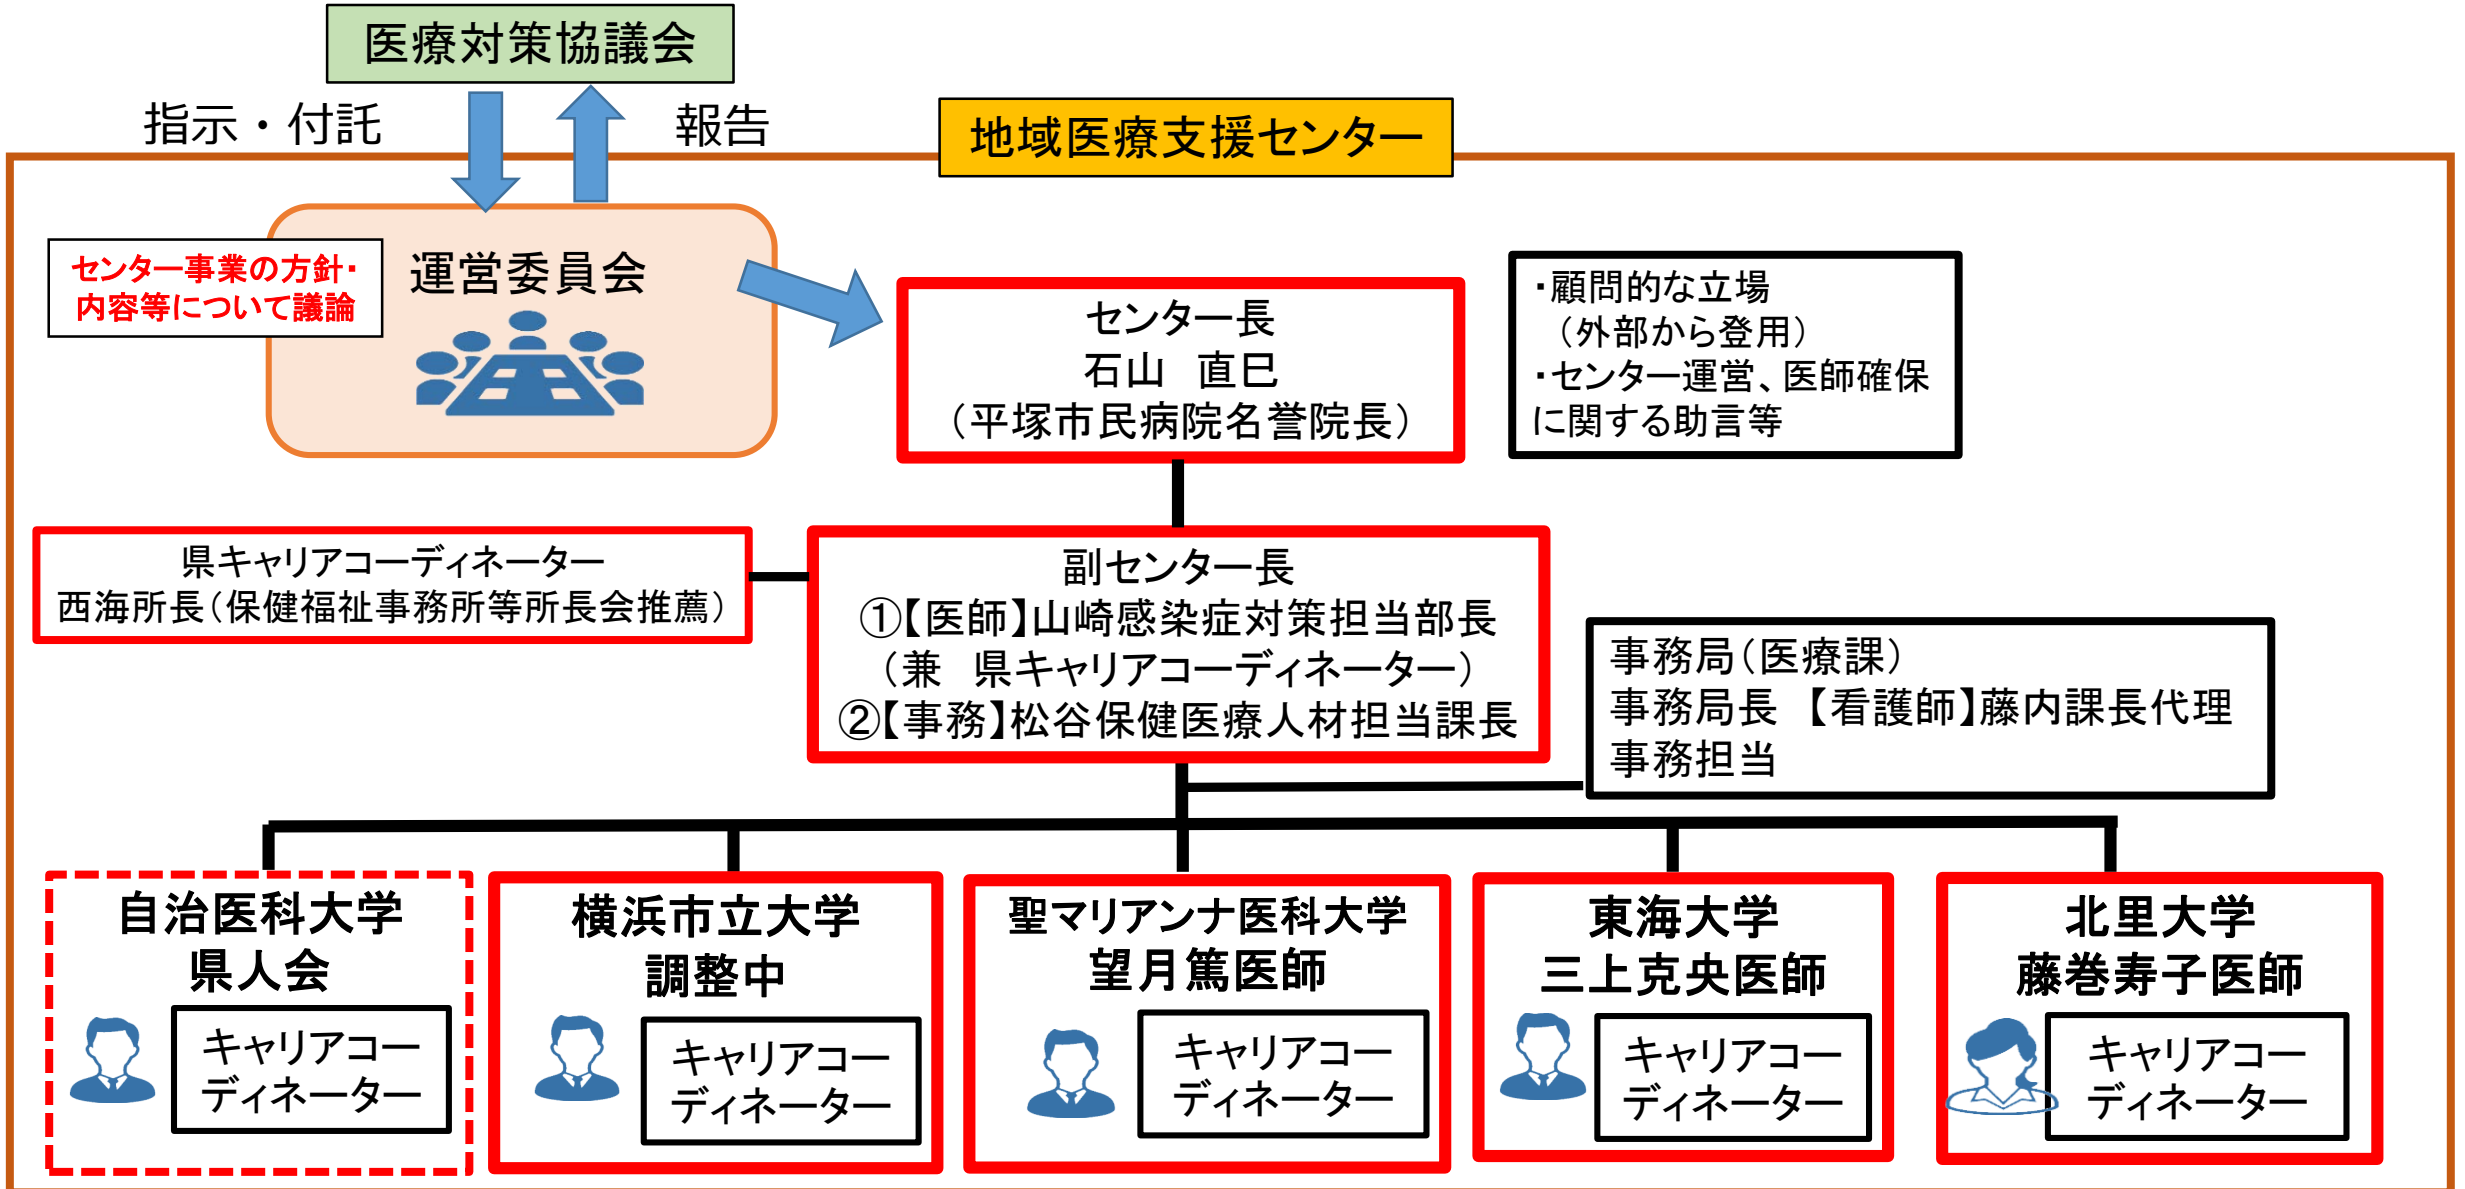 医療対策協議会
指示・付託
報告
地域医療支援センター
センター事業の方針・
内容等について議論
運営委員会
センター長
石山　直巳
（平塚市民病院名誉院長）
・顧問的な立場
（外部から登用）
・センター運営、医師確保
に関する助言等
県キャリアコーディネーター
西海所長（保健福祉事務所等所長会推薦）
副センター長
①【医師】山崎感染症対策担当部長
（兼　県キャリアコーディネーター）
②【事務】松谷保健医療人材担当課長
事務局（医療課）
事務局長　【看護師】藤内課長代理
事務担当
自治医科大学
県人会
キャリアコー
ディネーター
横浜市立大学
調整中
キャリアコー
ディネーター
聖マリアンナ医科大学
望月篤医師
キャリアコー
ディネーター
東海大学
三上克央医師
キャリアコー
ディネーター
北里大学
藤巻寿子医師
キャリアコー
ディネーター